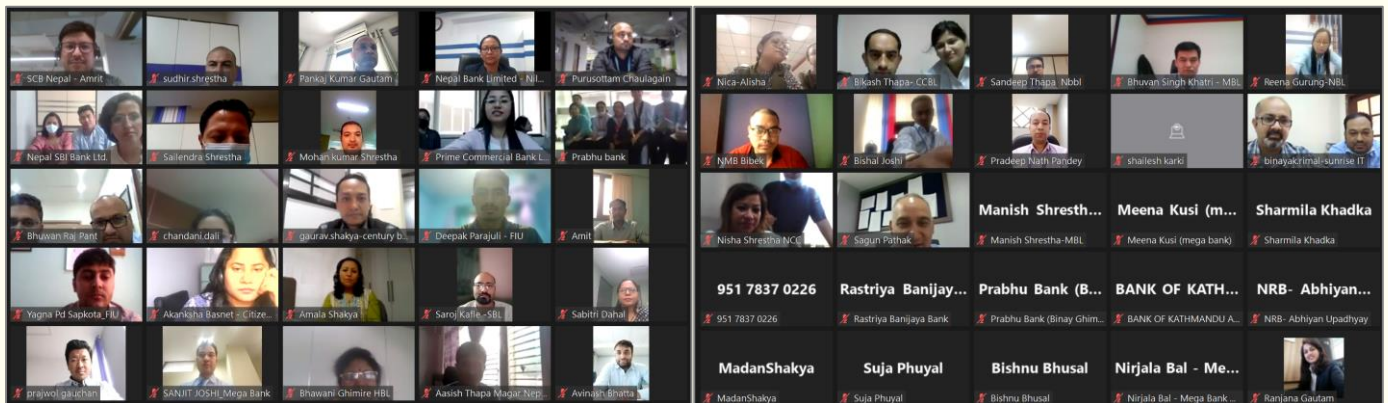 SCB Nepal - Amrit
sudhir.shrestha
Pankaj Kumar Gautam
Nepal Bank Limited - Nil...
Purusottam Chaulagain
Nepal SBI Bank Ltd.
Sailendra Shrestha
Mohan kumar Shrestha
Prime Commercial Bank L...
Prabhu bank
Bhuwan Raj Pant
chandani.dali
gaurav.shakya-century b...
Deepak Parajuli - FIU
Amit
Yagna Pd Sapkota_FIU
Akanksha Basnet - Citize...
Amala Shakya
Saroj Kafle -SBL
Sabitri Dahal
prajwol gauchan
SANJIT JOSHI_Mega Bank
Bhawani Ghimire HBL
Aasish Thapa Magar, Nep...
Avinash Bhatta
Nica-Alisha
Bikash Thapa- CCBL
Sandeep Thapa_Nbbl
Bhuvan Singh Khatri - MBL
Reena Gurung-NBL
NMB Bibek
Bishal Joshi
Pradeep Nath Pandey
shailesh karki
binayak.rimal-sunrise IT
Nisha Shrestha NCC
Sagun Pathak
Manish Shresth...
Manish Shrestha-MBL
Meena Kusi (m...
Meena Kusi (mega bank)
Sharmila Khadka
Sharmila Khadka
951 7837 0226
951 7837 0226
Rastriya Banijay...
Rastriya Banijaya Bank
Prabhu Bank (B...
Prabhu Bank (Binay Ghim...
BANK OF KATH...
BANK OF KATHMANDU A...
NRB- Abhiyan...
NRB- Abhiyan Upadhyay
MadanShakya
MadanShakya
Suja Phuyal
Suja Phuyal
Bishnu Bhusal
Bishnu Bhusal
Nirjala Bal - Me...
Nirjala Bal - Mega Bank ...
Ranjana Gautam